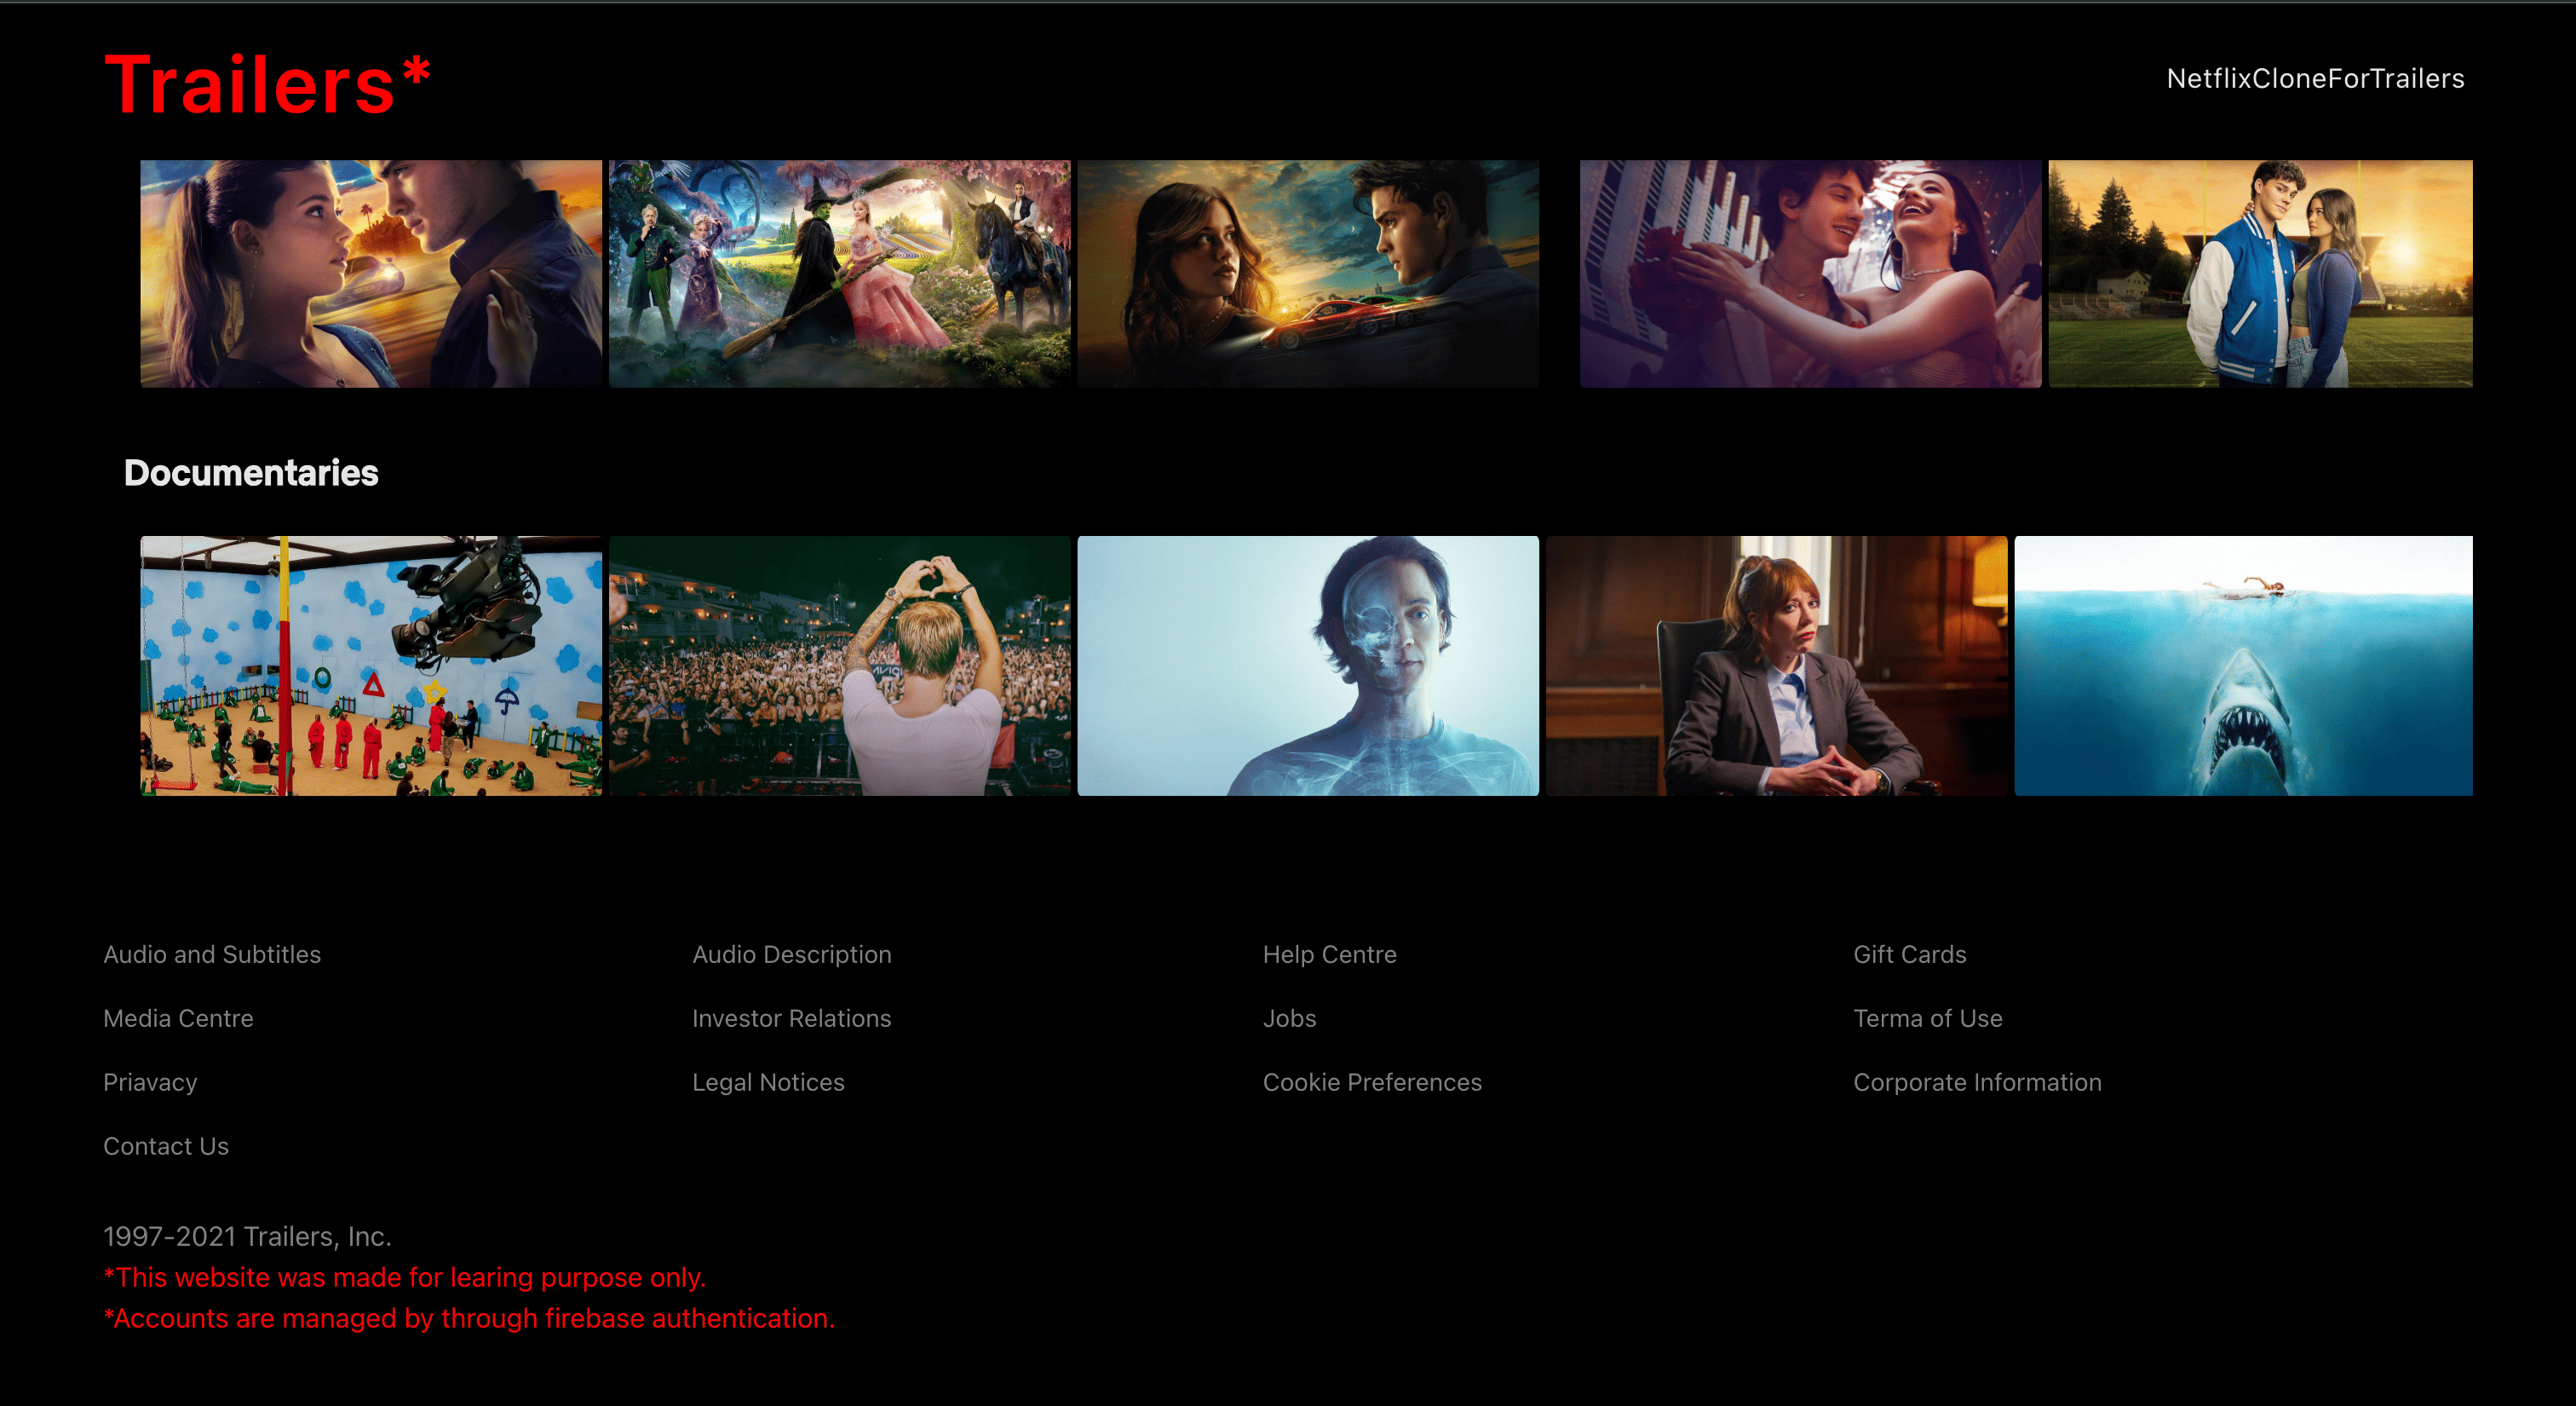 Trailers*
NetflixCloneForTrailers
Documentaries
AVICI
Audio and Subtitles
Audio Description
Help Centre
Gift Cards
Media Centre
Investor Relations
Jobs
Terma of Use
Priavacy
Legal Notices
Cookie Preferences
Corporate Information
Contact Us
1997-2021 Trailers, Inc.
*This website was made for learing purpose only.
*Accounts are managed by through firebase authentication.